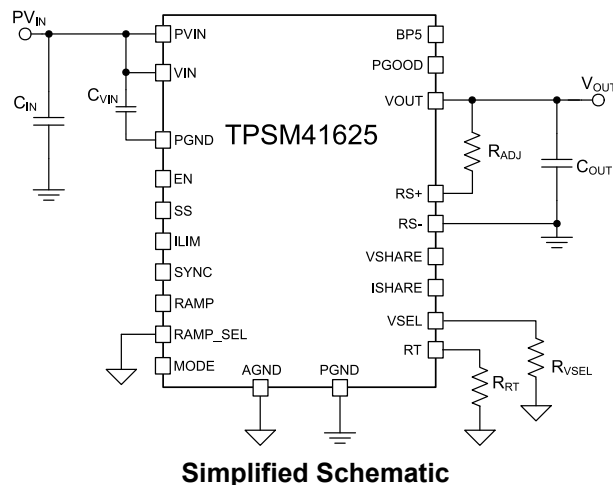 PVIN
PVIN
BP5
PGOOD
VIN
VOUT
VOUT
CIN
CVIN
TPSM41625
PGND
RADJ
COUT
EN
RS+
SS
RS-
ILIM
VSHARE
SYNC
ISHARE
RAMP
VSEL
RAMP_SEL
RT
MODE
AGND
PGND
RRT
RVSEL
Simplified Schematic